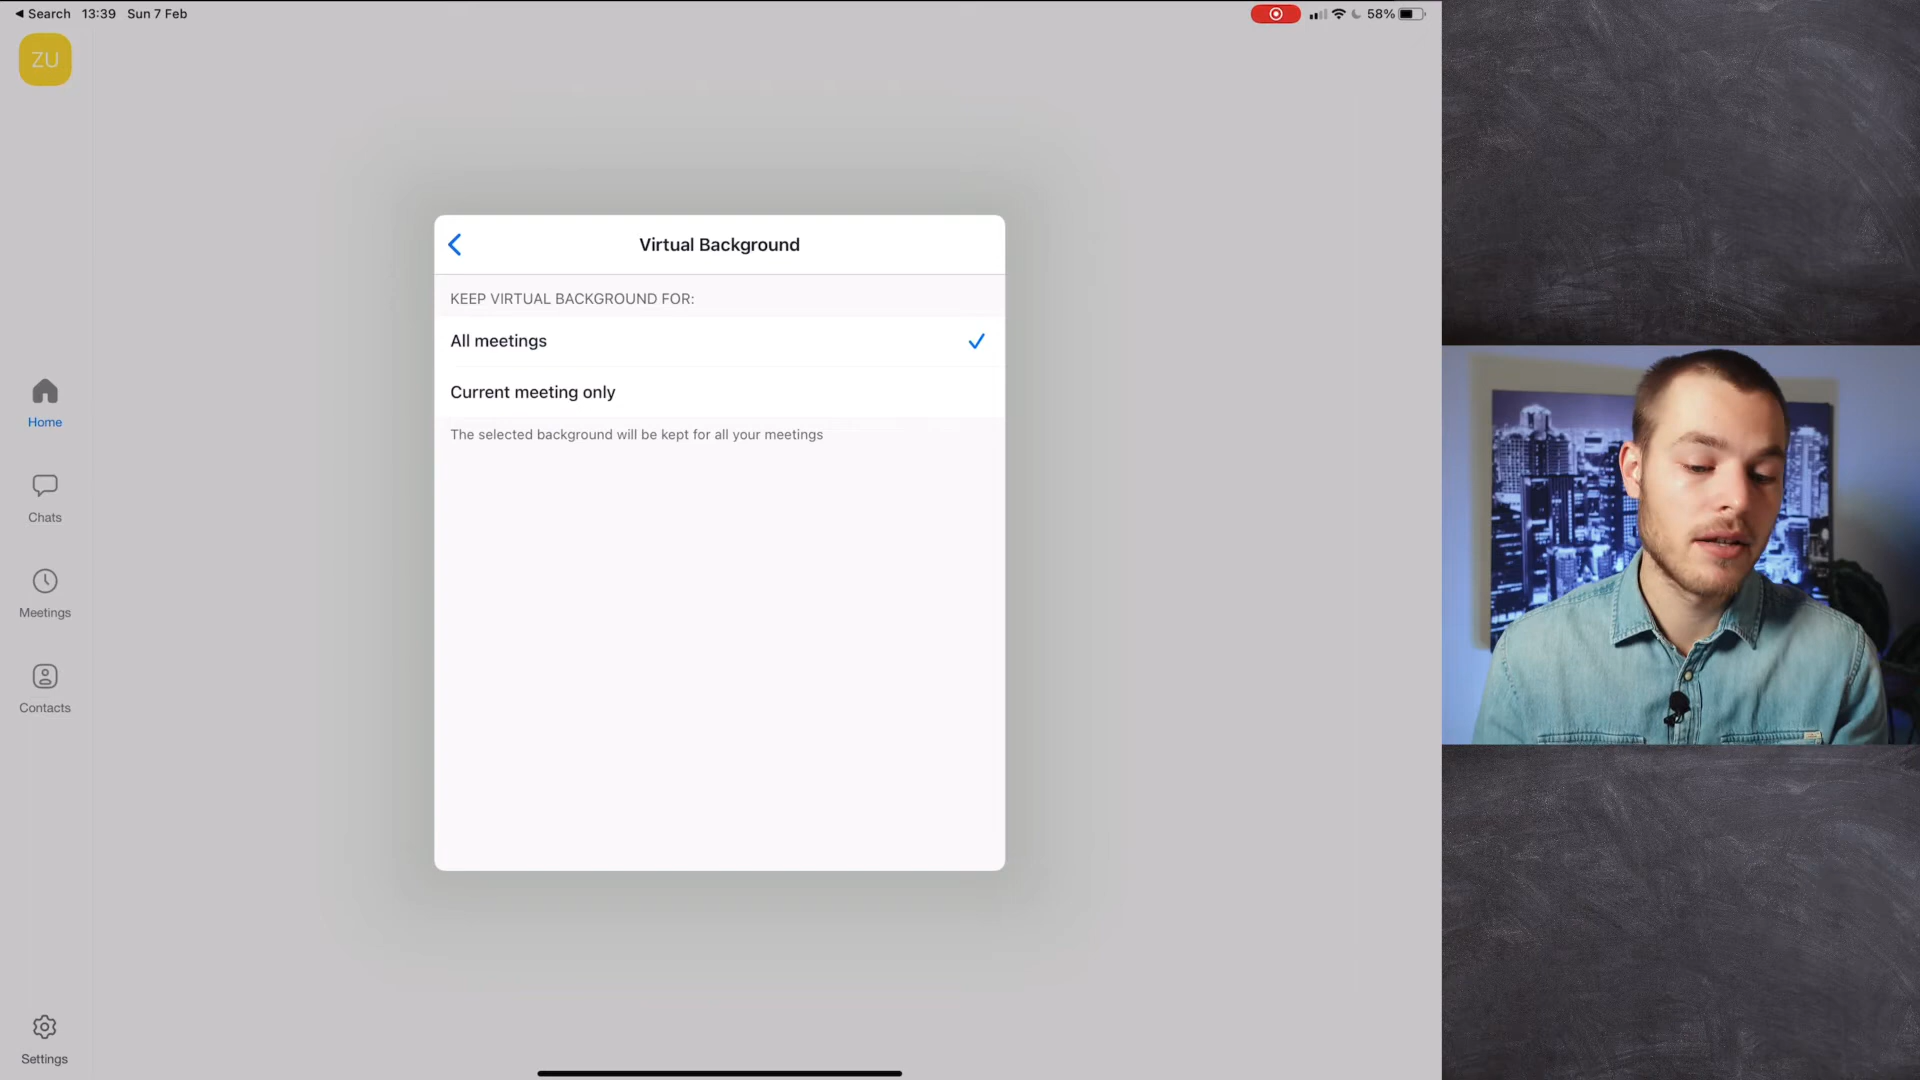 Search 13:39 Sun 7 Feb 58%
ZU
Virtual Background
KEEP VIRTUAL BACKGROUND FOR:
All meetings
Current meeting only
The selected background will be kept for all your meetings
Home
Chats
Meetings
Contacts
Settings